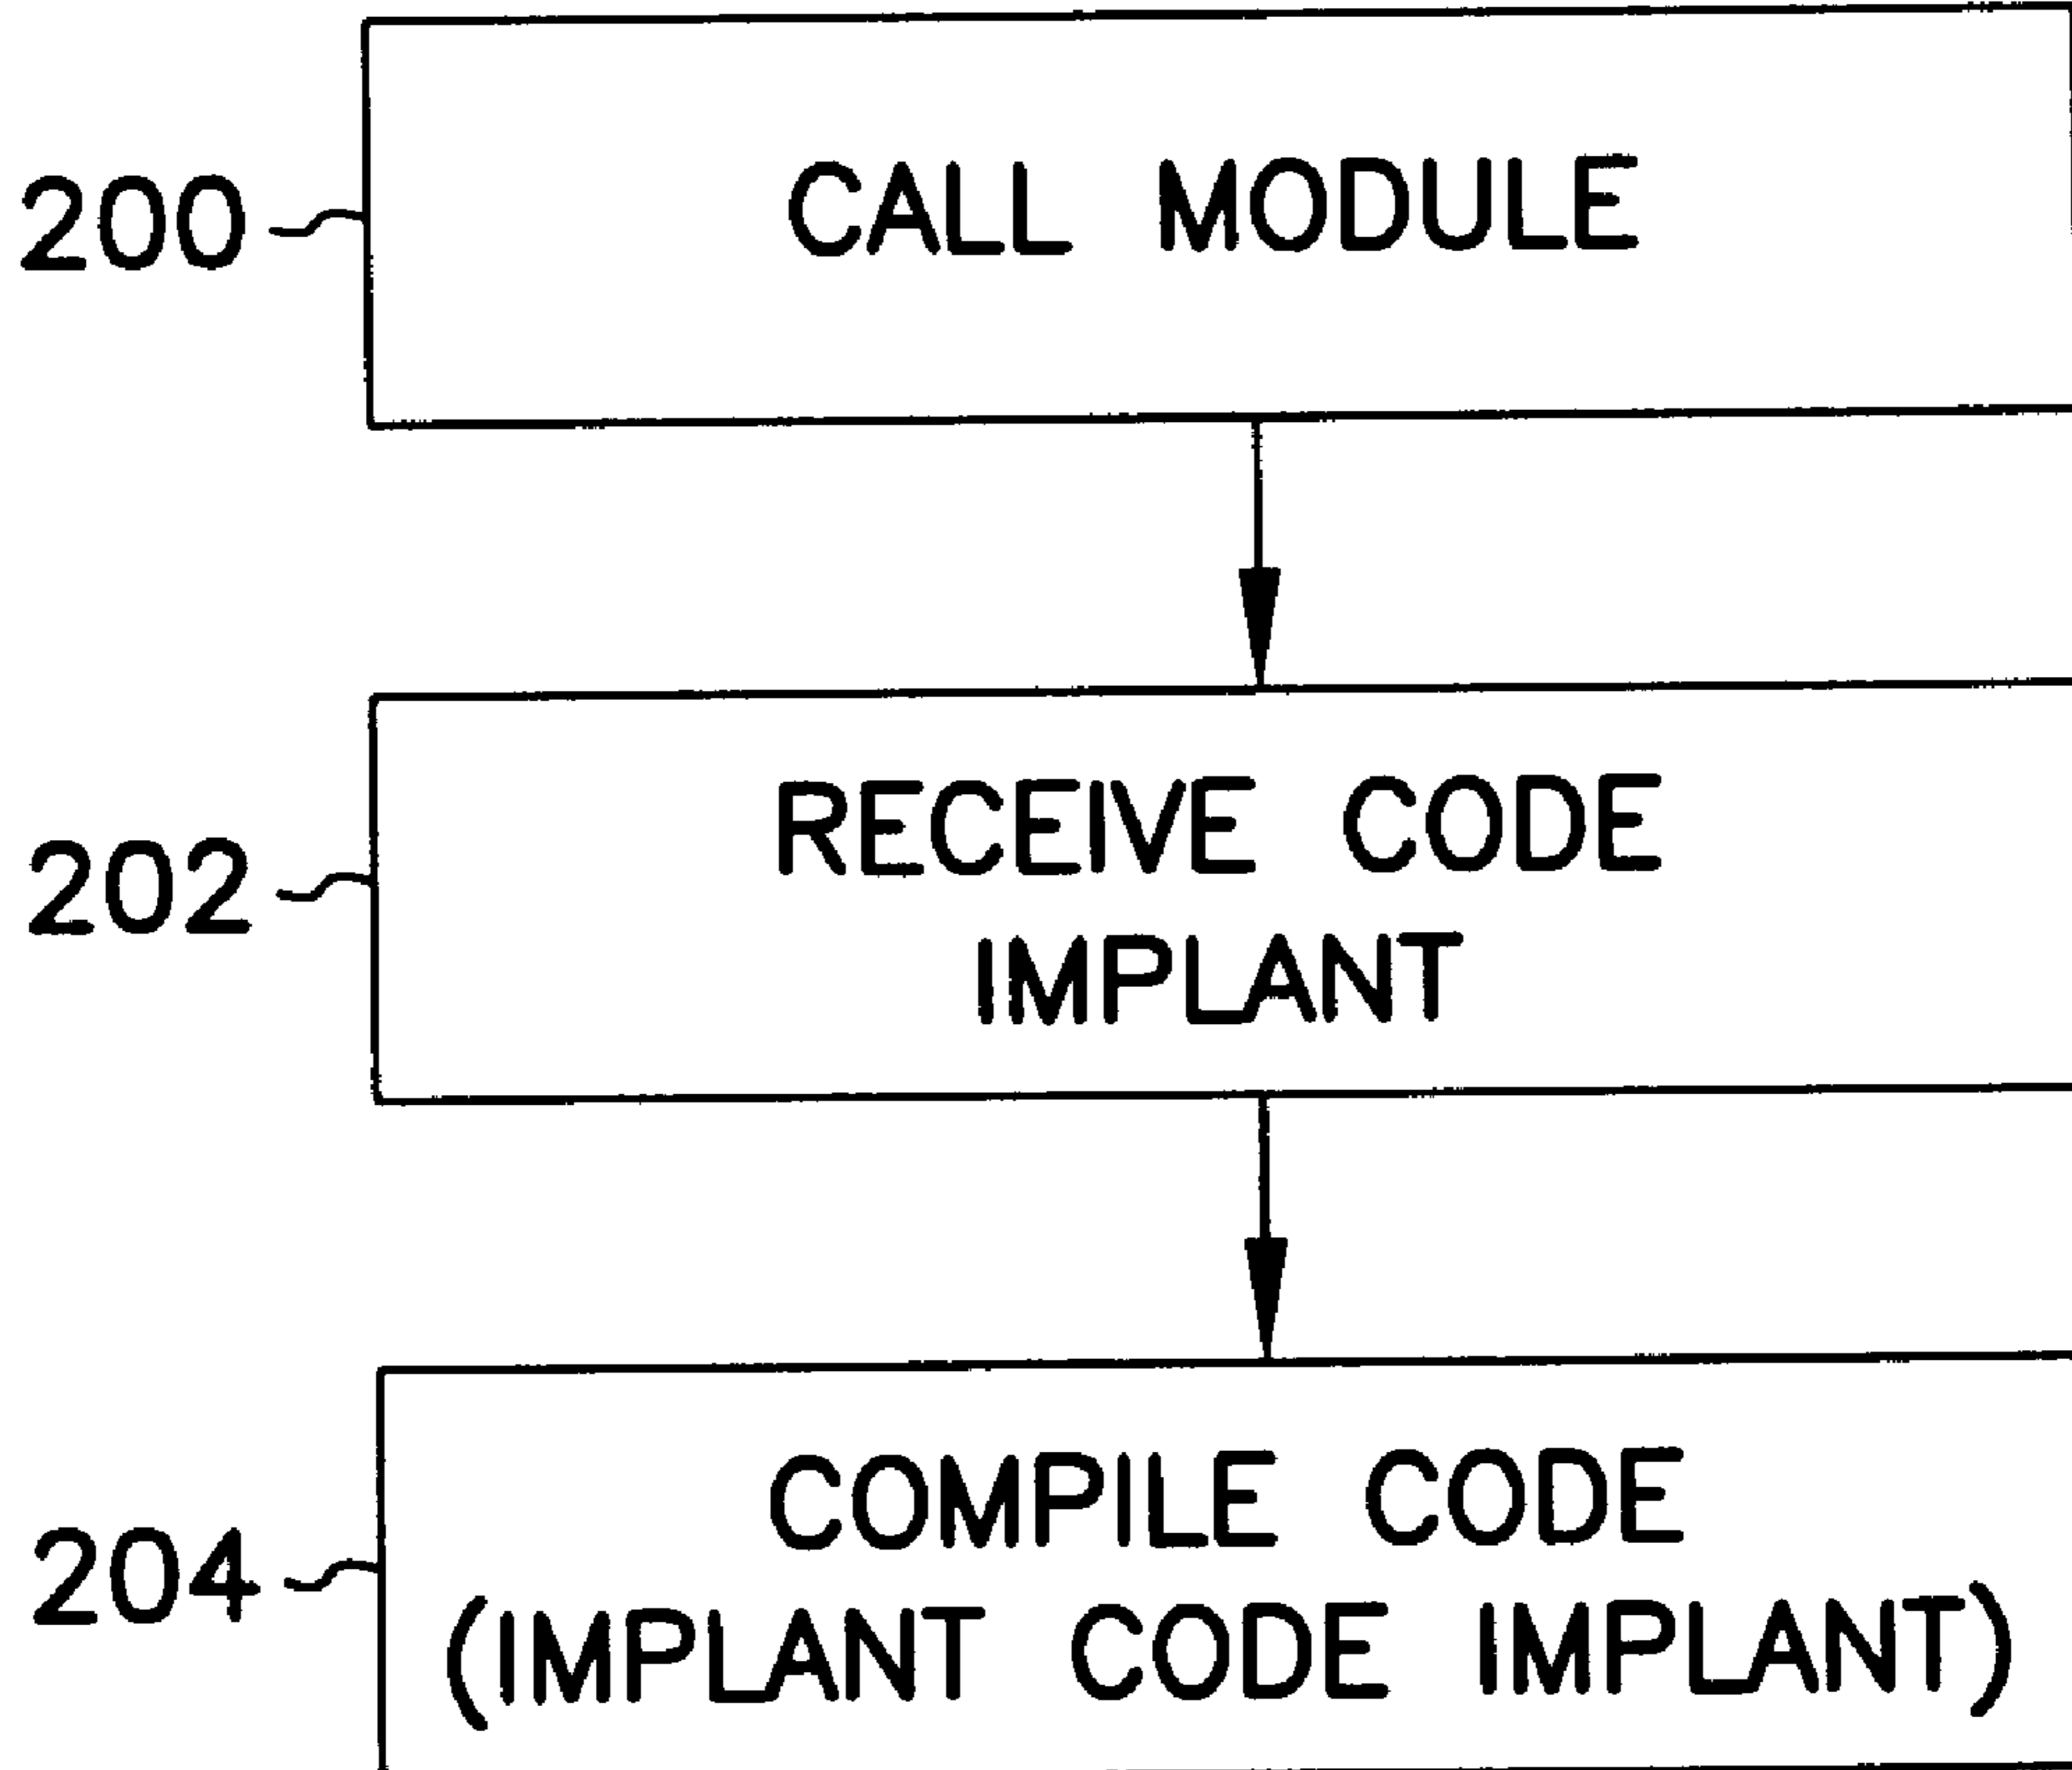 200
CALL MODULE
202
RECEIVE CODE
IMPLANT
204
COMPILE CODE
(IMPLANT CODE IMPLANT)